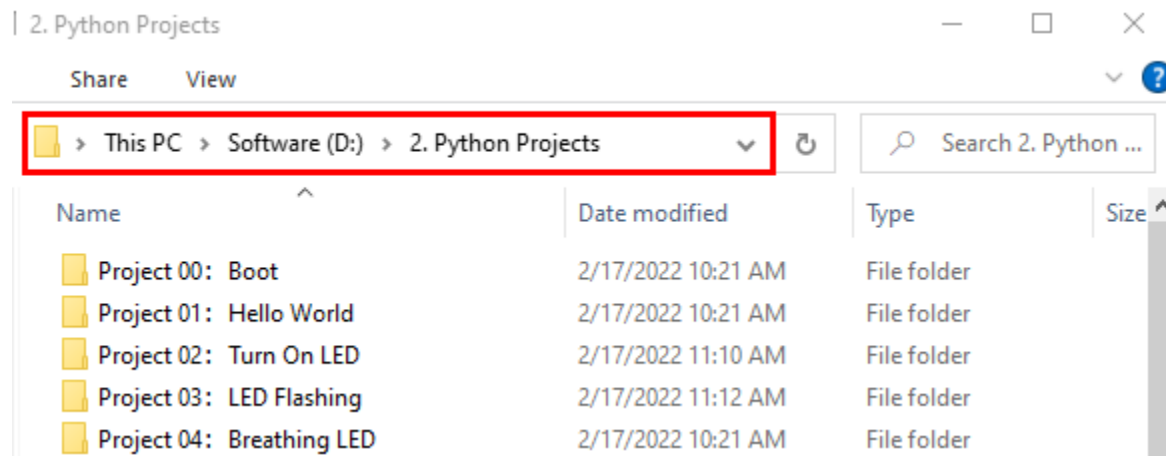 2. Python Projects
Share View
This PC > Software (D:) > 2. Python Projects
Search 2. Python ...
Name Date modified Type Size
Project 00：Boot 2/17/2022 10:21 AM File folder
Project 01：Hello World 2/17/2022 10:21 AM File folder
Project 02：Turn On LED 2/17/2022 11:10 AM File folder
Project 03：LED Flashing 2/17/2022 11:12 AM File folder
Project 04：Breathing LED 2/17/2022 10:21 AM File folder